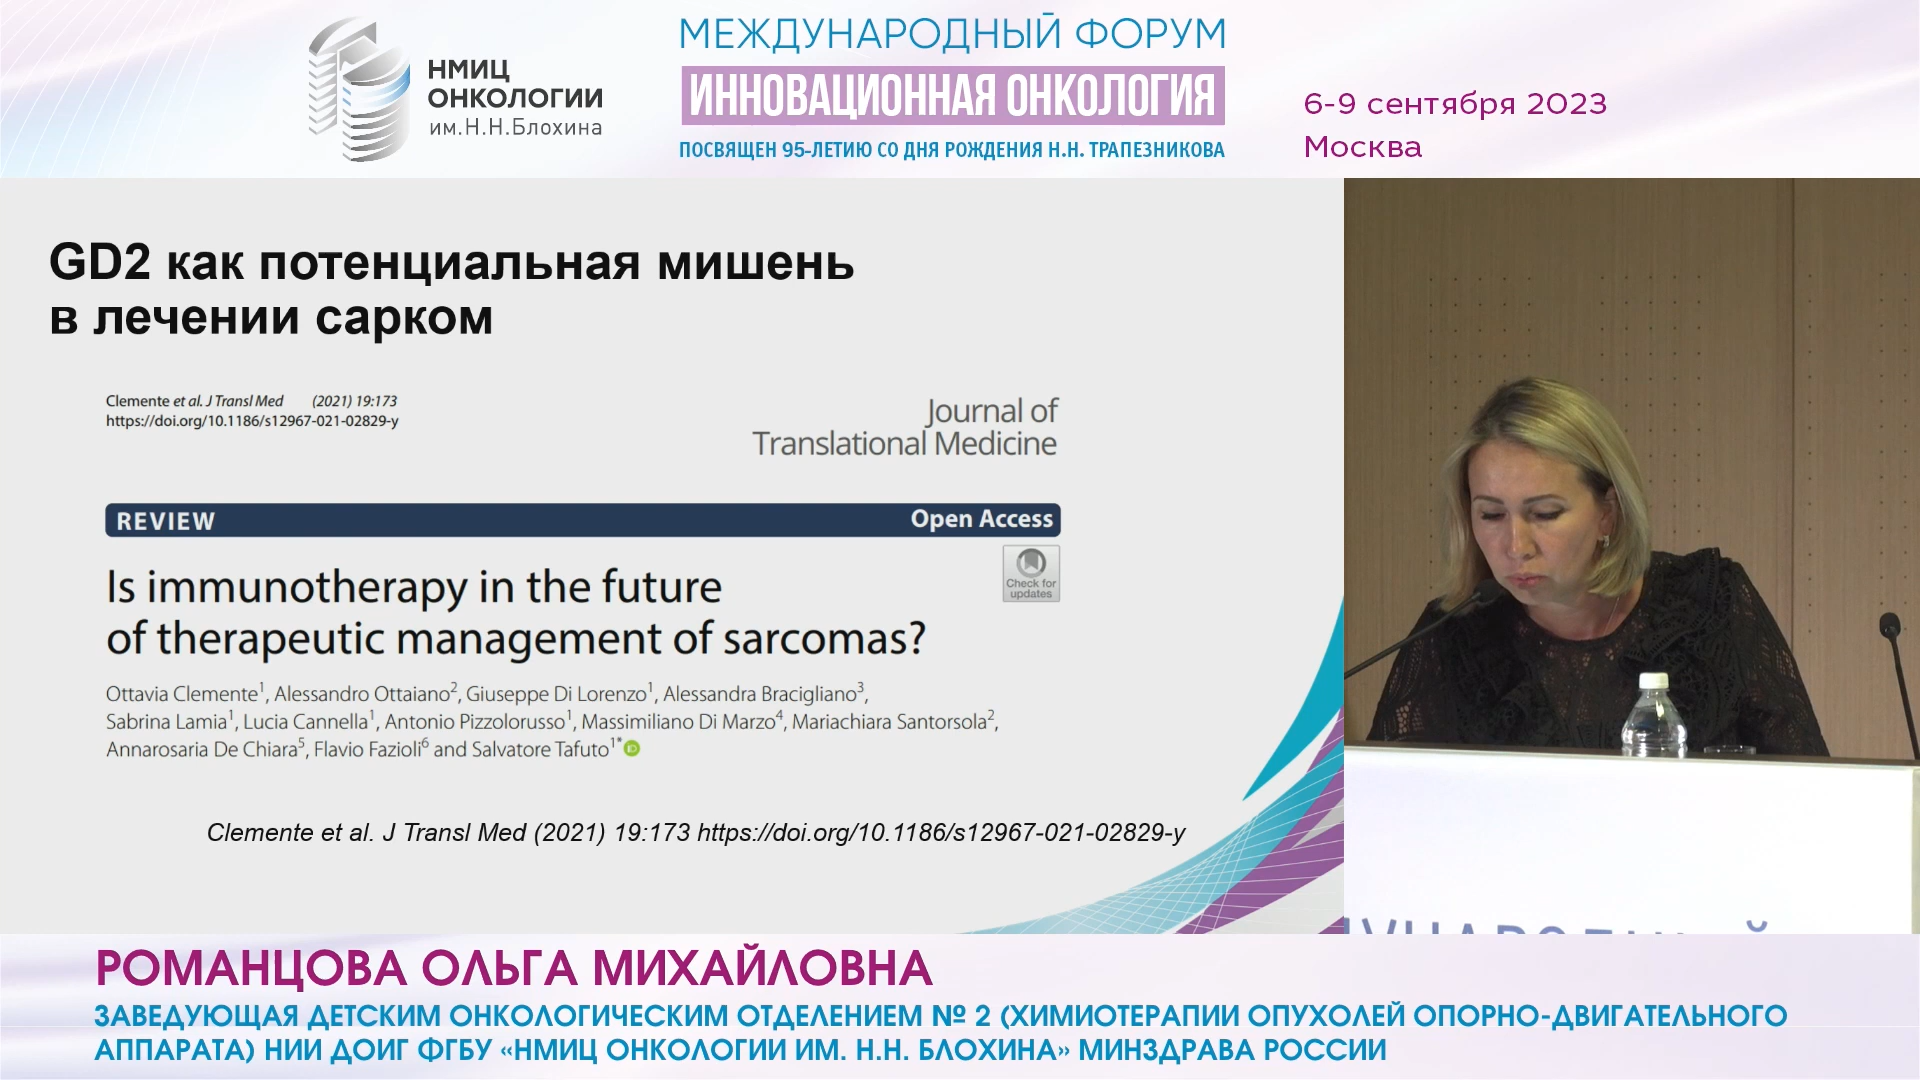 НМИЦ
ОНКОЛОГИИ
им.Н.Н.Блохина
МЕЖДУНАРОДНЫЙ ФОРУМ
ИННОВАЦИОННАЯ ОНКОЛОГИЯ
ПОСВЯЩЕН 95-ЛЕТИЮ СО ДНЯ РОЖДЕНИЯ Н.Н. ТРАПЕЗНИКОВА
6-9 сентября 2023
Москва
GD2 как потенциальная мишень
в лечении сарком
Clemente et al. J Transl Med (2021) 19:173
https://doi.org/10.1186/s12967-021-02829-y
Journal of
Translational Medicine
REVIEW Open Access
Check for
updates
Is immunotherapy in the future
of therapeutic management of sarcomas?
Ottavia Clemente1, Alessandro Ottaiano2, Giuseppe Di Lorenzo1, Alessandra Bracigliano3,
Sabrina Lamia1, Lucia Cannella1, Antonio Pizzolorusso1, Massimiliano Di Marzo4, Mariachiara Santorsola2,
Annarosaria De Chiara5, Flavio Fazioli6 and Salvatore Tafuto1*
Clemente et al. J Transl Med (2021) 19:173 https://doi.org/10.1186/s12967-021-02829-y
РОМАНЦОВА ОЛЬГА МИХАЙЛОВНА
ЗАВЕДУЮЩАЯ ДЕТСКИМ ОНКОЛОГИЧЕСКИМ ОТДЕЛЕНИЕМ № 2 (ХИМИОТЕРАПИИ ОПУХОЛЕЙ ОПОРНО-ДВИГАТЕЛЬНОГО
АППАРАТА) НИИ ДОИГ ФГБУ «НМИЦ ОНКОЛОГИИ ИМ. Н.Н. БЛОХИНА» МИНЗДРАВА РОССИИ